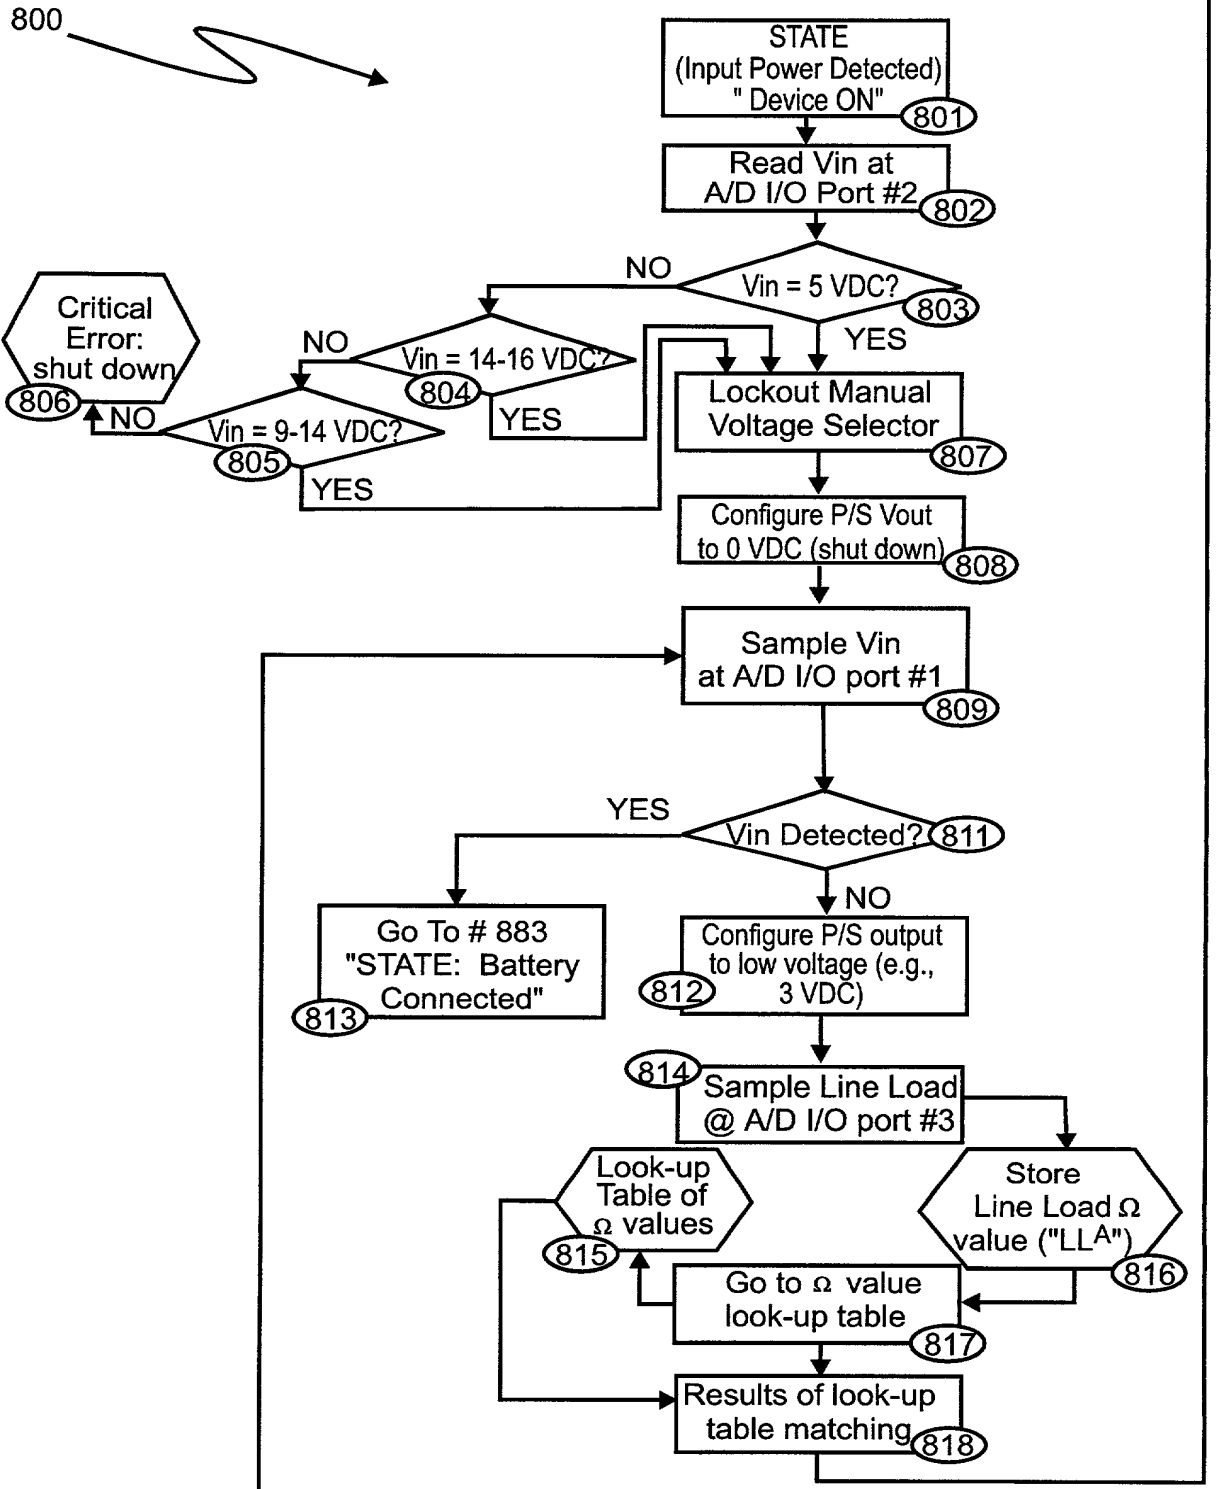 800
STATE
(Input Power Detected)
" Device ON"
801
Read Vin at
A/D I/O Port #2
802
Vin = 5 VDC?
803
NO
YES
Vin = 14-16 VDC?
804
NO
YES
Vin = 9-14 VDC?
805
NO
YES
Critical
Error:
shut down
806
Lockout Manual
Voltage Selector
807
Configure P/S Vout
to 0 VDC (shut down)
808
Sample Vin
at A/D I/O port #1
809
Vin Detected?
811
YES
NO
Go To # 883
"STATE: Battery
Connected"
813
Configure P/S output
to low voltage (e.g.,
3 VDC)
812
814
Sample Line Load
@ A/D I/O port #3
Look-up
Table of
Ω values
815
Store
Line Load Ω
value ("LLA")
816
Go to Ω value
look-up table
817
Results of look-up
table matching
818